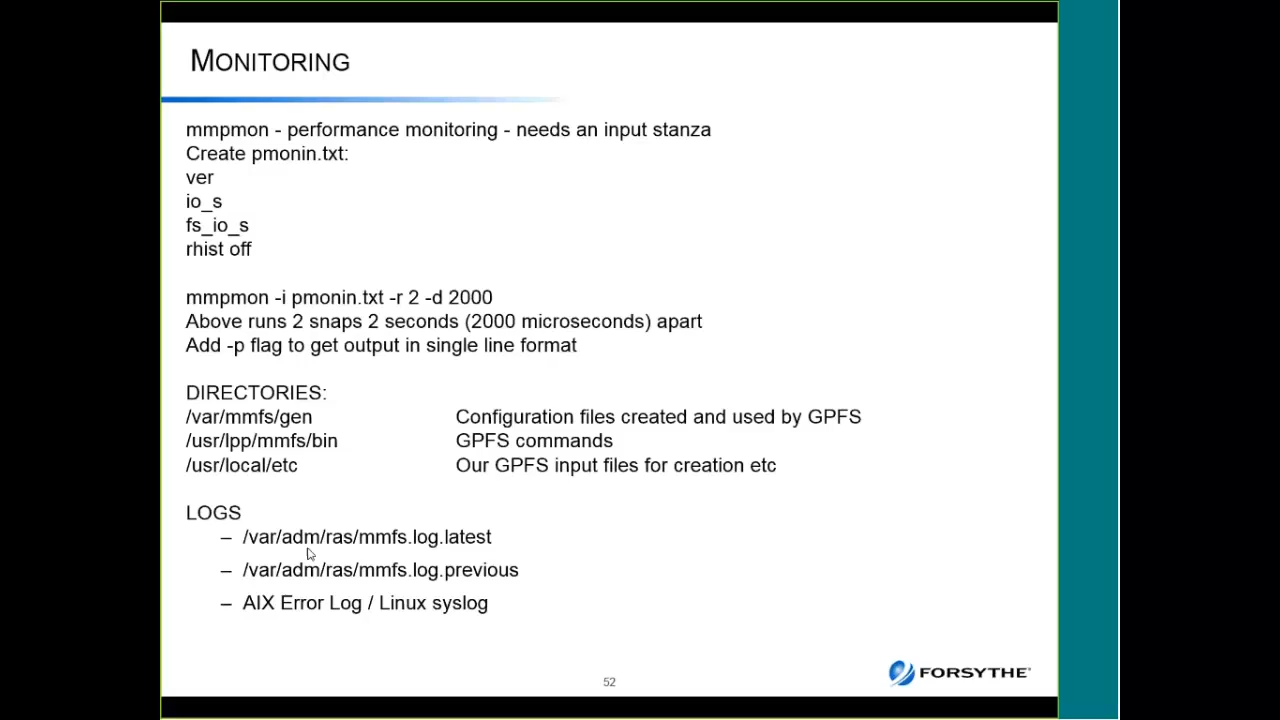 MONITORING
mmpmon - performance monitoring - needs an input stanza
Create pmonin.txt:
ver
io_s
fs_io_s
rhist off
mmpmon -i pmonin.txt -r 2 -d 2000
Above runs 2 snaps 2 seconds (2000 microseconds) apart
Add -p flag to get output in single line format
DIRECTORIES:
/var/mmfs/gen Configuration files created and used by GPFS
/usr/lpp/mmfs/bin GPFS commands
/usr/local/etc Our GPFS input files for creation etc
LOGS
– /var/adm/ras/mmfs.log.latest
– /var/adm/ras/mmfs.log.previous
– AIX Error Log / Linux syslog
52
FORSYTHE